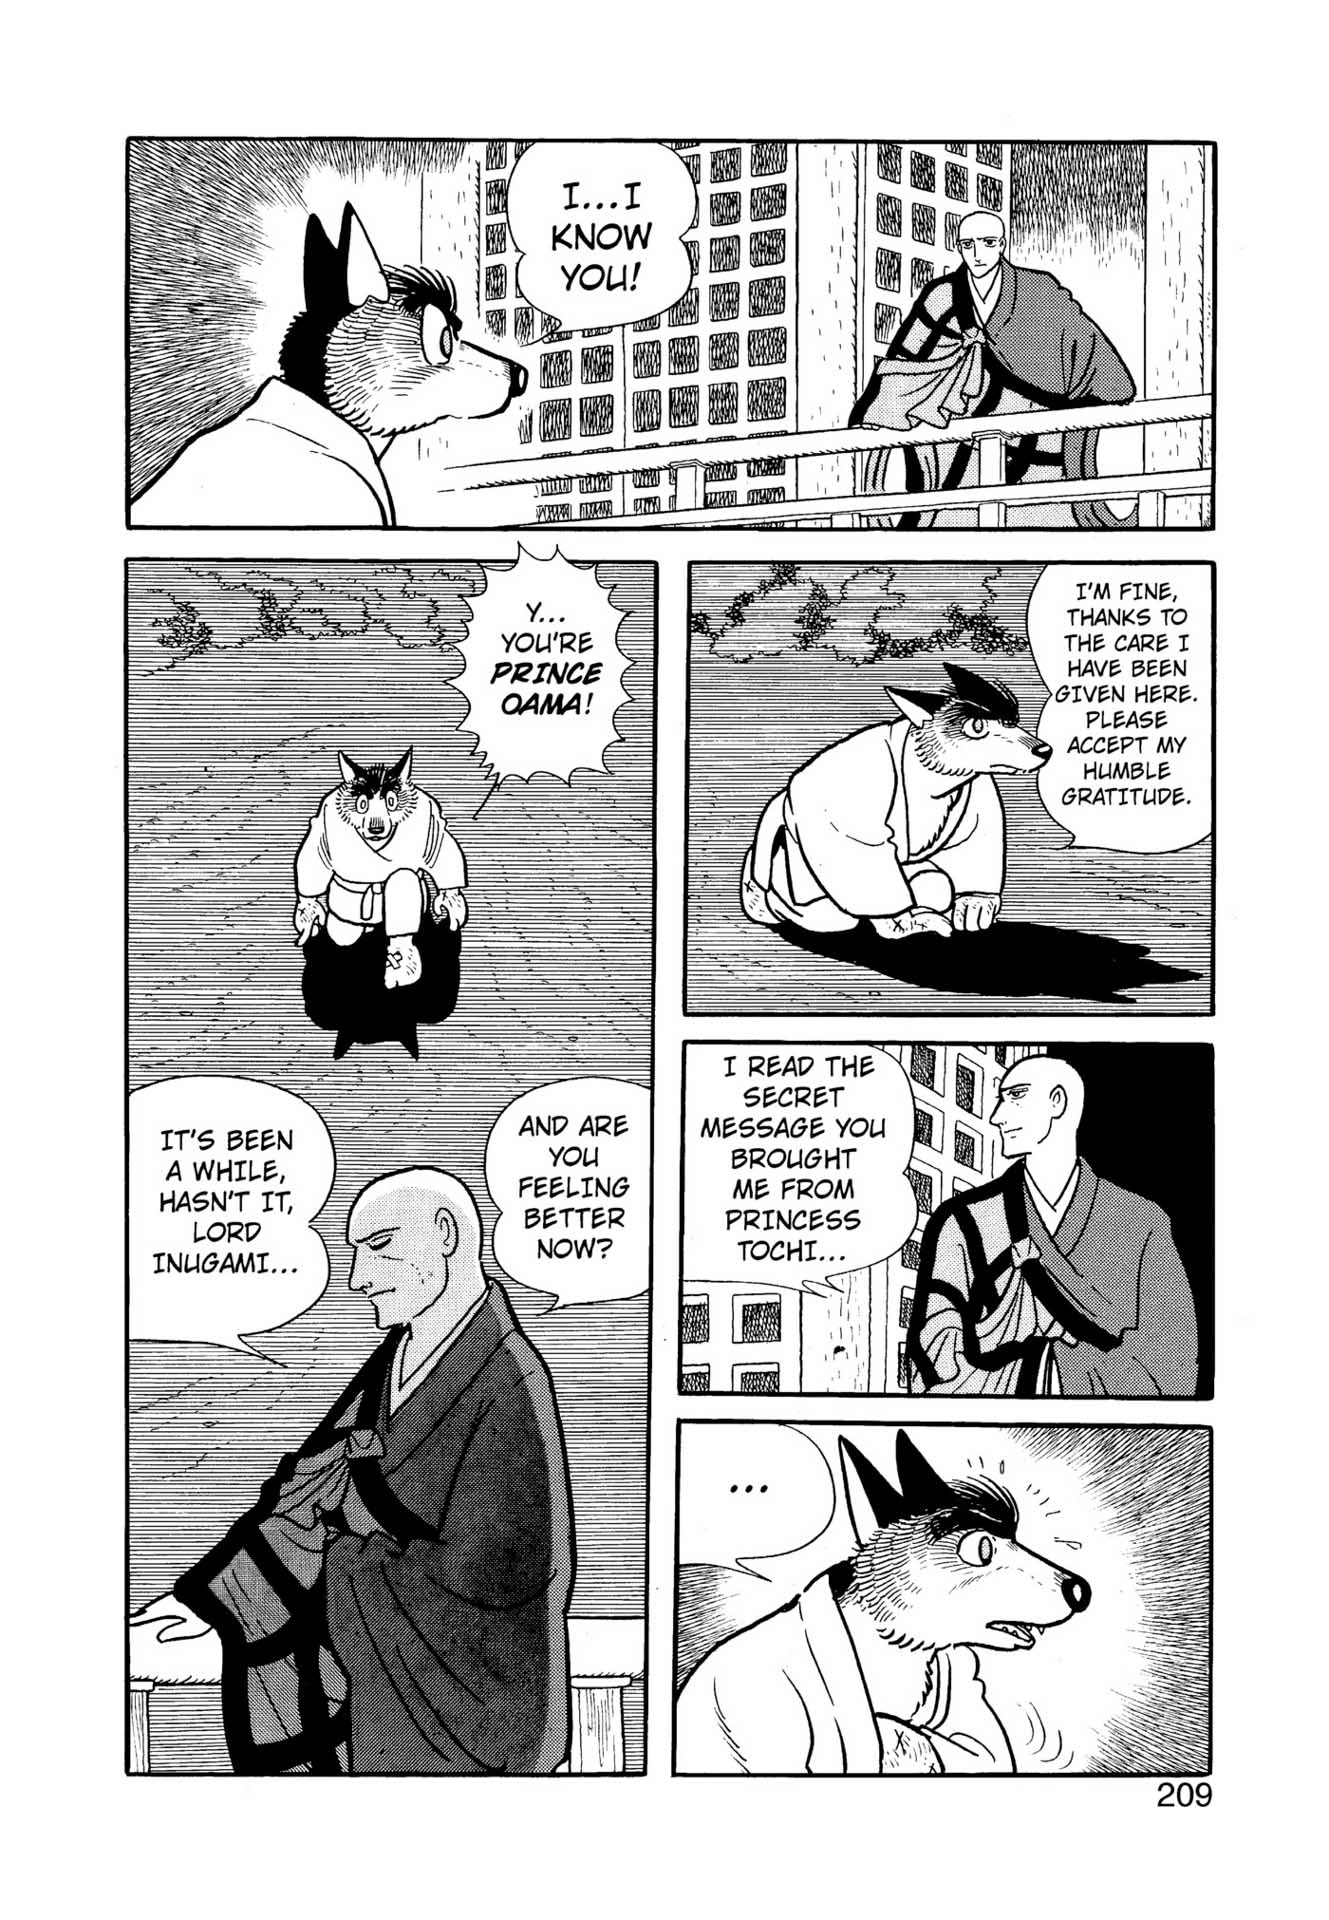 I...I
KNOW
YOU!
Y...
YOU'RE
PRINCE
OAMA!
IT'S BEEN
A WHILE,
HASN'T IT,
LORD
INUGAMI...
AND ARE
YOU
FEELING
BETTER
NOW?
I'M FINE,
THANKS TO
THE CARE I
HAVE BEEN
GIVEN HERE.
PLEASE
ACCEPT MY
HUMBLE
GRATITUDE.
I READ THE
SECRET
MESSAGE YOU
BROUGHT
ME FROM
PRINCESS
TOCHI...
...
209